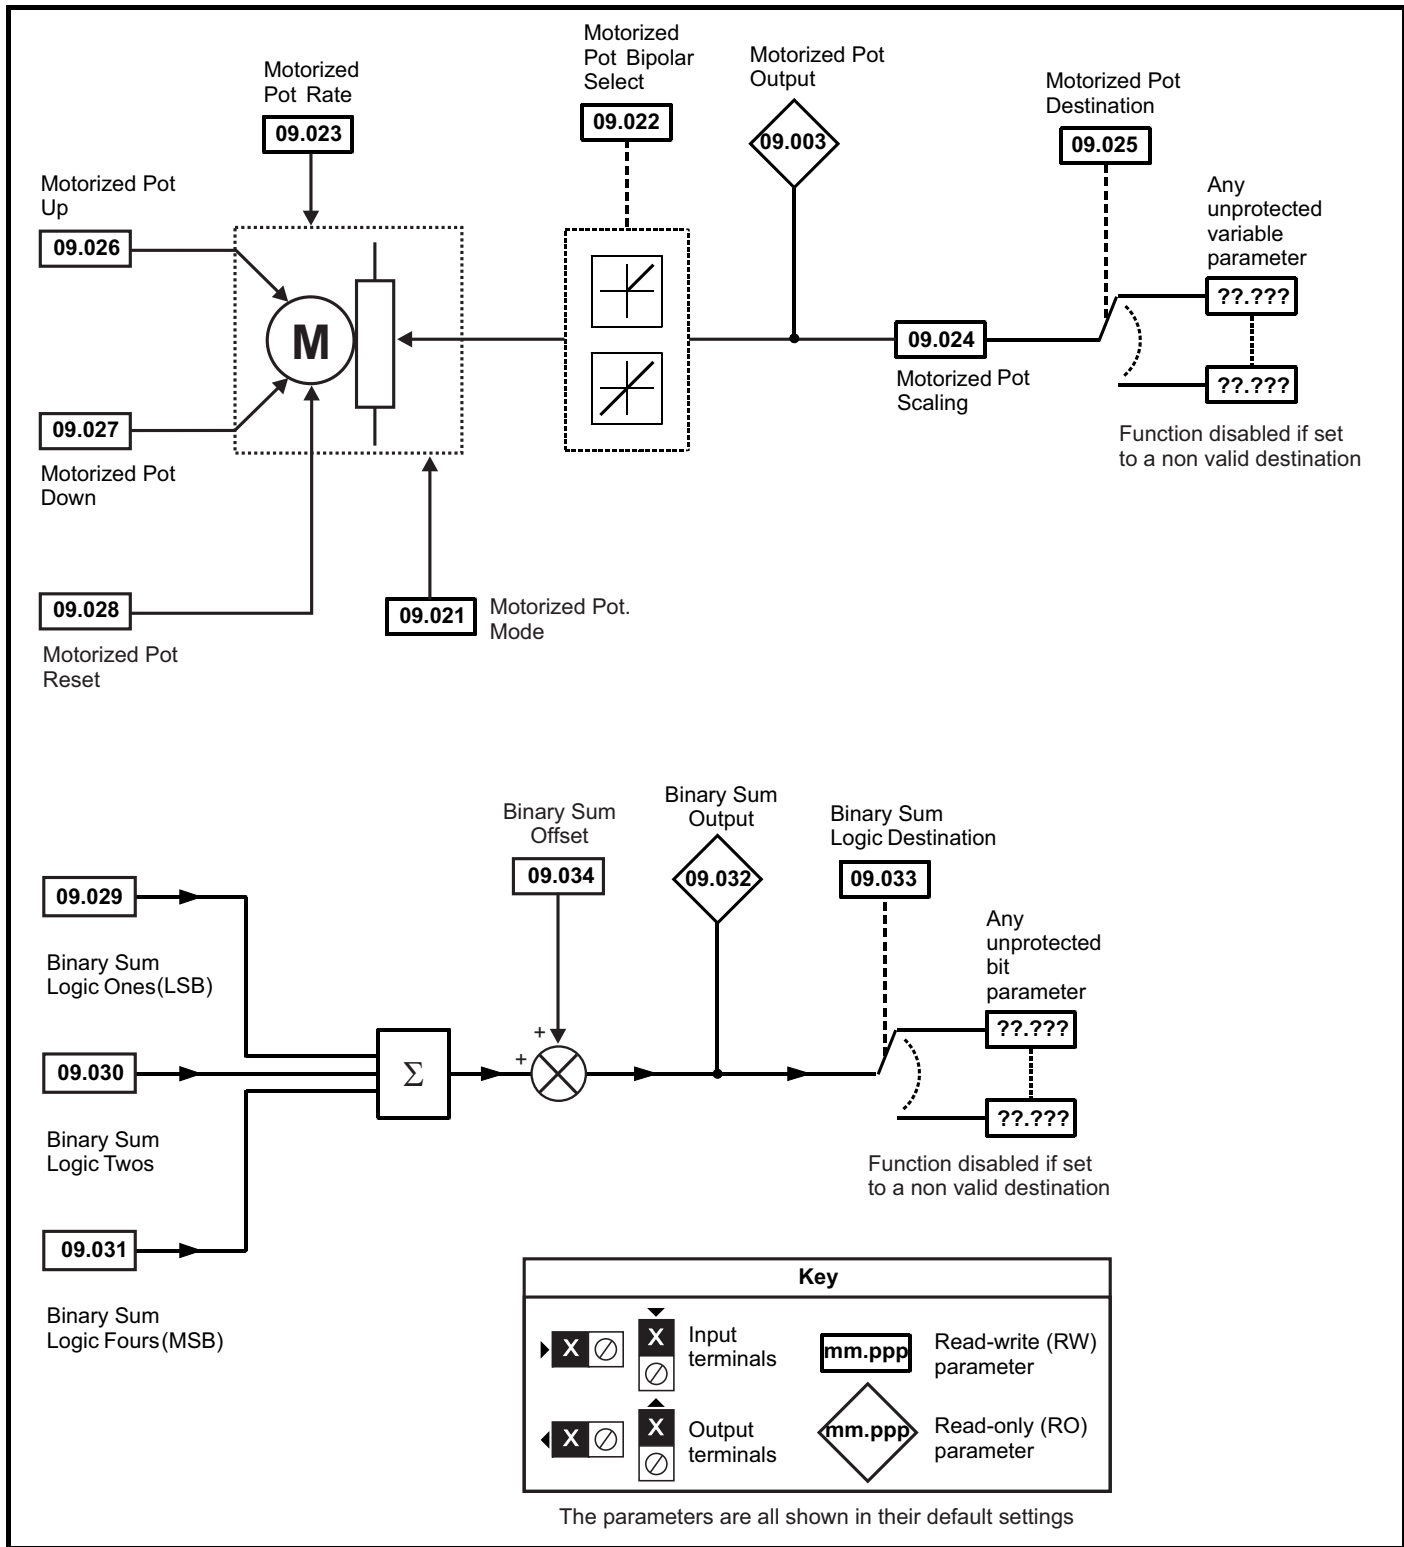 Motorized
Pot Rate
09.023
Motorized
Pot Bipolar
Select
09.022
Motorized Pot
Output
09.003
Motorized Pot
Destination
09.025
Motorized Pot
Up
09.026
M
09.027
Motorized Pot
Down
09.028
Motorized Pot
Reset
09.021
Motorized Pot.
Mode
09.024
Motorized Pot
Scaling
Any
unprotected
variable
parameter
??.???
??.???
Function disabled if set
to a non valid destination
Binary Sum
Offset
09.034
Binary Sum
Output
09.032
Binary Sum
Logic Destination
09.033
09.029
Binary Sum
Logic Ones(LSB)
09.030
Binary Sum
Logic Twos
09.031
Binary Sum
Logic Fours(MSB)
Σ
+
+
Any
unprotected
bit
parameter
??.???
??.???
Function disabled if set
to a non valid destination
Key
X
X
Input
terminals
mm.ppp
Read-write (RW)
parameter
X
X
Output
terminals
mm.ppp
Read-only (RO)
parameter
The parameters are all shown in their default settings